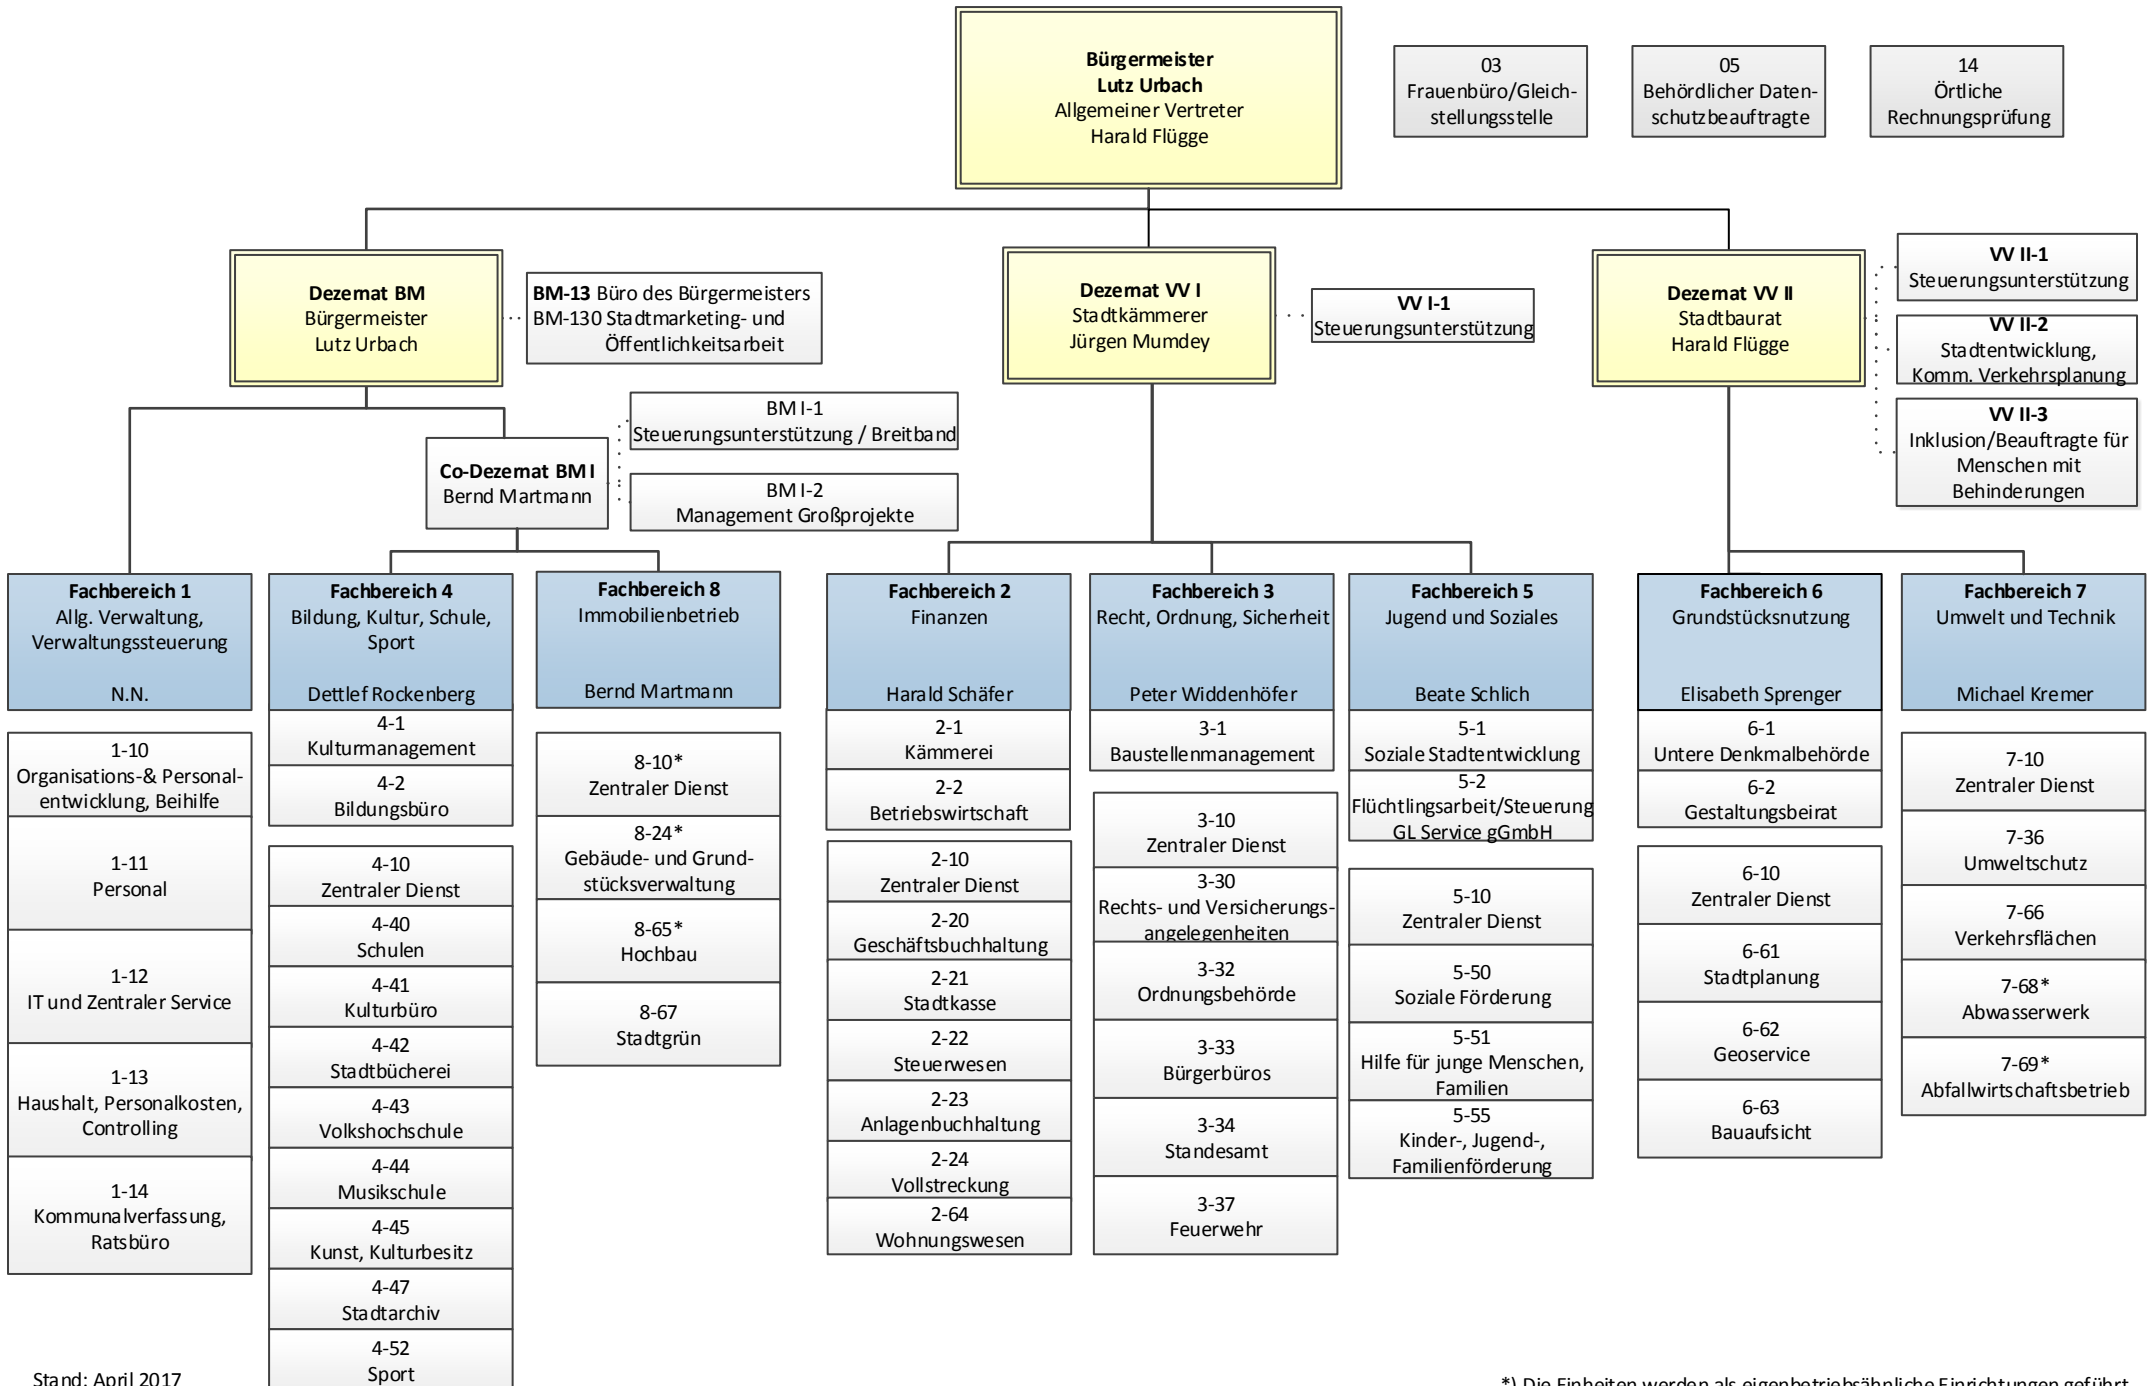 Bürgermeister
Lutz Urbach
Allgemeiner Vertreter
Harald Flügge
03
Frauenbüro/Gleich-
stellungsstelle
05
Behördlicher Daten-
schutzbeauftragte
14
Örtliche
Rechnungsprüfung
Dezernat BM
Bürgermeister
Lutz Urbach
BM-13 Büro des Bürgermeisters
BM-130 Stadtmarketing- und
Öffentlichkeitsarbeit
Dezernat VV I
Stadtkämmerer
Jürgen Mumdey
VV I-1
Steuerungsunterstützung
Dezernat VV II
Stadtbaurat
Harald Flügge
VV II-1
Steuerungsunterstützung
VV II-2
Stadtentwicklung,
Komm. Verkehrsplanung
VV II-3
Inklusion/Beauftragte für
Menschen mit
Behinderungen
Co-Dezernat BM I
Bernd Martmann
BM I-1
Steuerungsunterstützung / Breitband
BM I-2
Management Großprojekte
Fachbereich 1
Allg. Verwaltung,
Verwaltungssteuerung
N.N.
1-10
Organisations-& Personal-
entwicklung, Beihilfe
1-11
Personal
1-12
IT und Zentraler Service
1-13
Haushalt, Personalkosten,
Controlling
1-14
Kommunalverfassung,
Ratsbüro
Fachbereich 4
Bildung, Kultur, Schule,
Sport
Dettlef Rockenberg
4-1
Kulturmanagement
4-2
Bildungsbüro
4-10
Zentraler Dienst
4-40
Schulen
4-41
Kulturbüro
4-42
Stadtbücherei
4-43
Volkshochschule
4-44
Musikschule
4-45
Kunst, Kulturbesitz
4-47
Stadtarchiv
4-52
Sport
Fachbereich 8
Immobilienbetrieb
Bernd Martmann
8-10*
Zentraler Dienst
8-24*
Gebäude- und Grund-
stücksverwaltung
8-65*
Hochbau
8-67
Stadtgrün
Fachbereich 2
Finanzen
Harald Schäfer
2-1
Kämmerei
2-2
Betriebswirtschaft
2-10
Zentraler Dienst
2-20
Geschäftsbuchhaltung
2-21
Stadtkasse
2-22
Steuerwesen
2-23
Anlagenbuchhaltung
2-24
Vollstreckung
2-64
Wohnungswesen
Fachbereich 3
Recht, Ordnung, Sicherheit
Peter Widdenhöfer
3-1
Baustellenmanagement
3-10
Zentraler Dienst
3-30
Rechts- und Versicherungs-
angelegenheiten
3-32
Ordnungsbehörde
3-33
Bürgerbüros
3-34
Standesamt
3-37
Feuerwehr
Fachbereich 5
Jugend und Soziales
Beate Schlich
5-1
Soziale Stadtentwicklung
5-2
Flüchtlingsarbeit/Steuerung
GL Service gGmbH
5-10
Zentraler Dienst
5-50
Soziale Förderung
5-51
Hilfe für junge Menschen,
Familien
5-55
Kinder-, Jugend-,
Familienförderung
Fachbereich 6
Grundstücksnutzung
Elisabeth Sprenger
6-1
Untere Denkmalbehörde
6-2
Gestaltungsbeirat
6-10
Zentraler Dienst
6-61
Stadtplanung
6-62
Geoservice
6-63
Bauaufsicht
Fachbereich 7
Umwelt und Technik
Michael Kremer
7-10
Zentraler Dienst
7-36
Umweltschutz
7-66
Verkehrsflächen
7-68*
Abwasserwerk
7-69*
Abfallwirtschaftsbetrieb
Stand: April 2017
*) Die Einheiten werden als eigenbetriebsähnliche Einrichtungen geführt